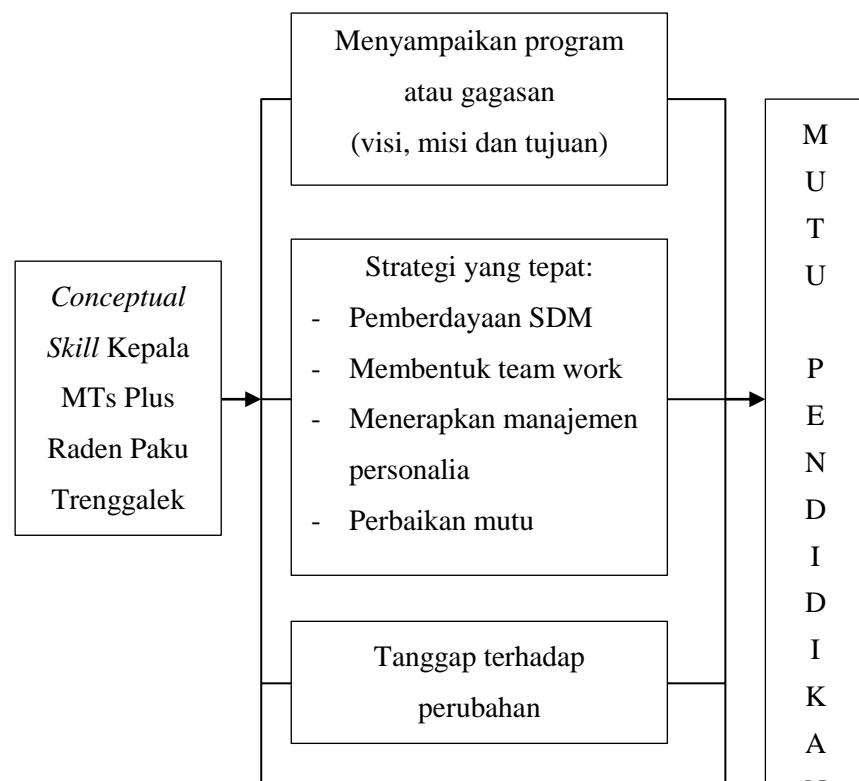 Conceptual
Skill Kepala
MTs Plus
Raden Paku
Trenggalek
Menyampaikan program
atau gagasan
(visi, misi dan tujuan)
Strategi yang tepat:
- Pemberdayaan SDM
- Membentuk team work
- Menerapkan manajemen
personalia
- Perbaikan mutu
Tanggap terhadap
perubahan
M
U
T
U
P
E
N
D
I
D
I
K
A